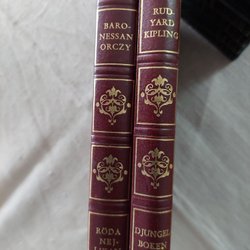 BARO-
NESSAN
ORCZY
RÖDA
NEJ-
RUD-
YARD
KIPLING
DJUNGEL
BOKEN